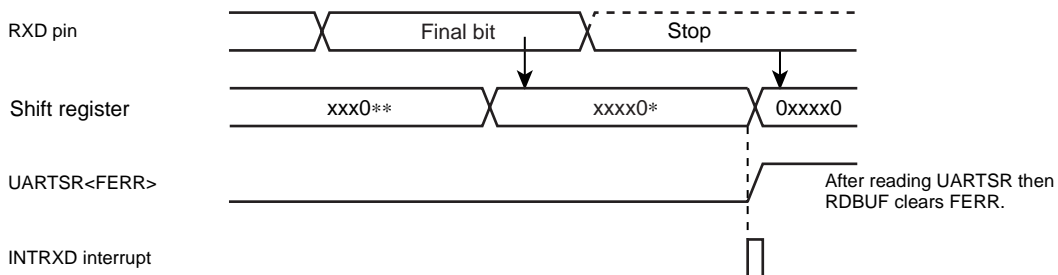 RXD pin
Final bit
Stop
Shift register
xxx0**
xxxx0*
0xxxx0
UARTSR<FERR>
After reading UARTSR then
RDBUF clears FERR.
INTRXD interrupt